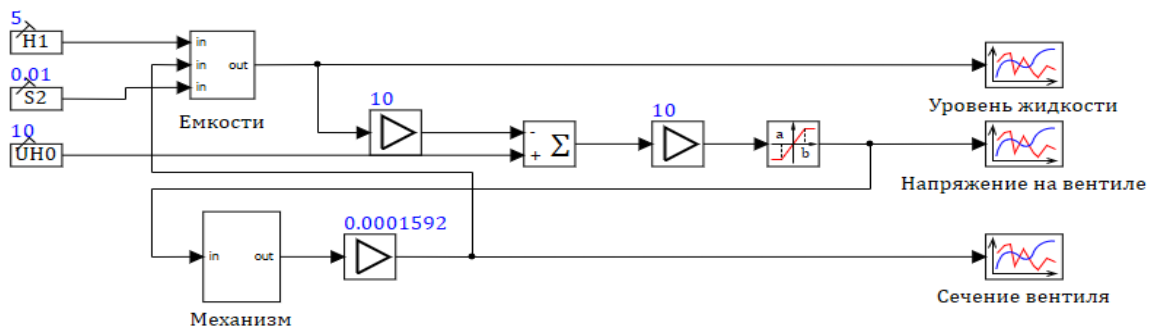 5
H1
in
in
out
in
0.01
S2
Емкости
Уровень жидкости
10
10
10
UH0
-
+
Σ
a
b
Напряжение на вентиле
in
out
0.0001592
Механизм
Сечение вентиля